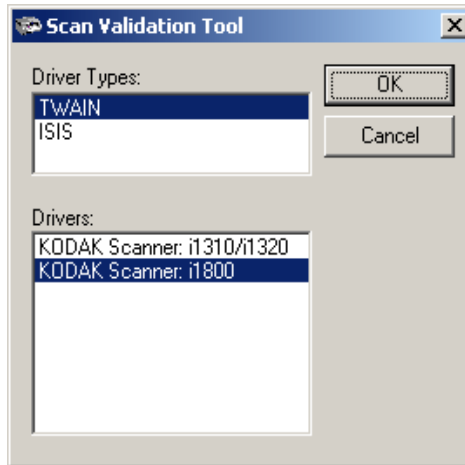 Scan Validation Tool
Driver Types:
TWAIN
ISIS
OK
Cancel
Drivers:
KODAK Scanner: i1310/i1320
KODAK Scanner: i1800